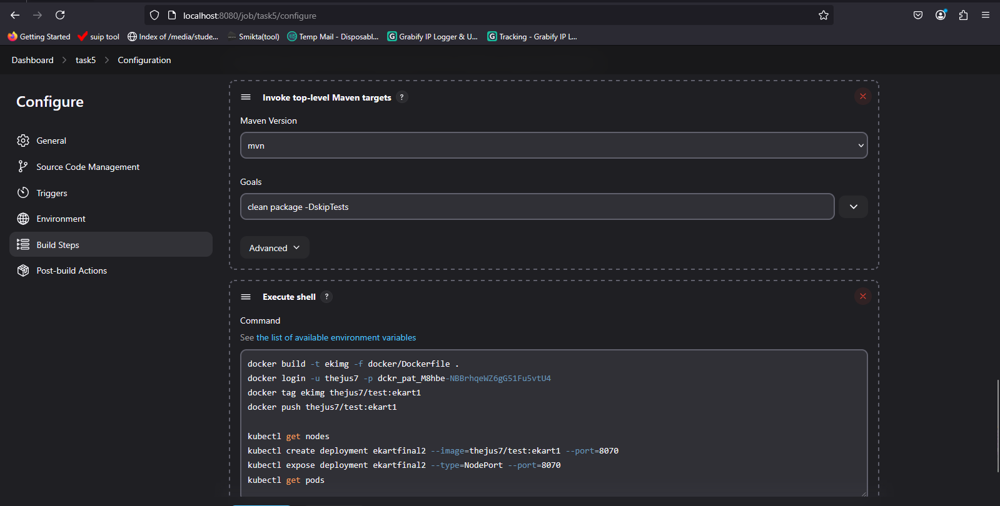 localhost:8080/job/task5/configure
Getting Started suip tool Index of /media/stude... Smikta(tool) Temp Mail - Disposabl... Grabify IP Logger & U... Tracking - Grabify IP L...
Dashboard task5 Configuration
Configure
General
Source Code Management
Triggers
Environment
Build Steps
Post-build Actions
Invoke top-level Maven targets ?
Maven Version
mvn
Goals
clean package -DskipTests
Advanced
Execute shell ?
Command
See the list of available environment variables
docker build -t ekimg -f docker/Dockerfile .
docker login -u thejus7 -p dckr_pat_M8hbe-NBBrhqeWZ6gG51Fu5vtU4
docker tag ekimg thejus7/test:ekart1
docker push thejus7/test:ekart1
kubectl get nodes
kubectl create deployment ekartfinal2 --image=thejus7/test:ekart1 --port=8070
kubectl expose deployment ekartfinal2 --type=NodePort --port=8070
kubectl get pods